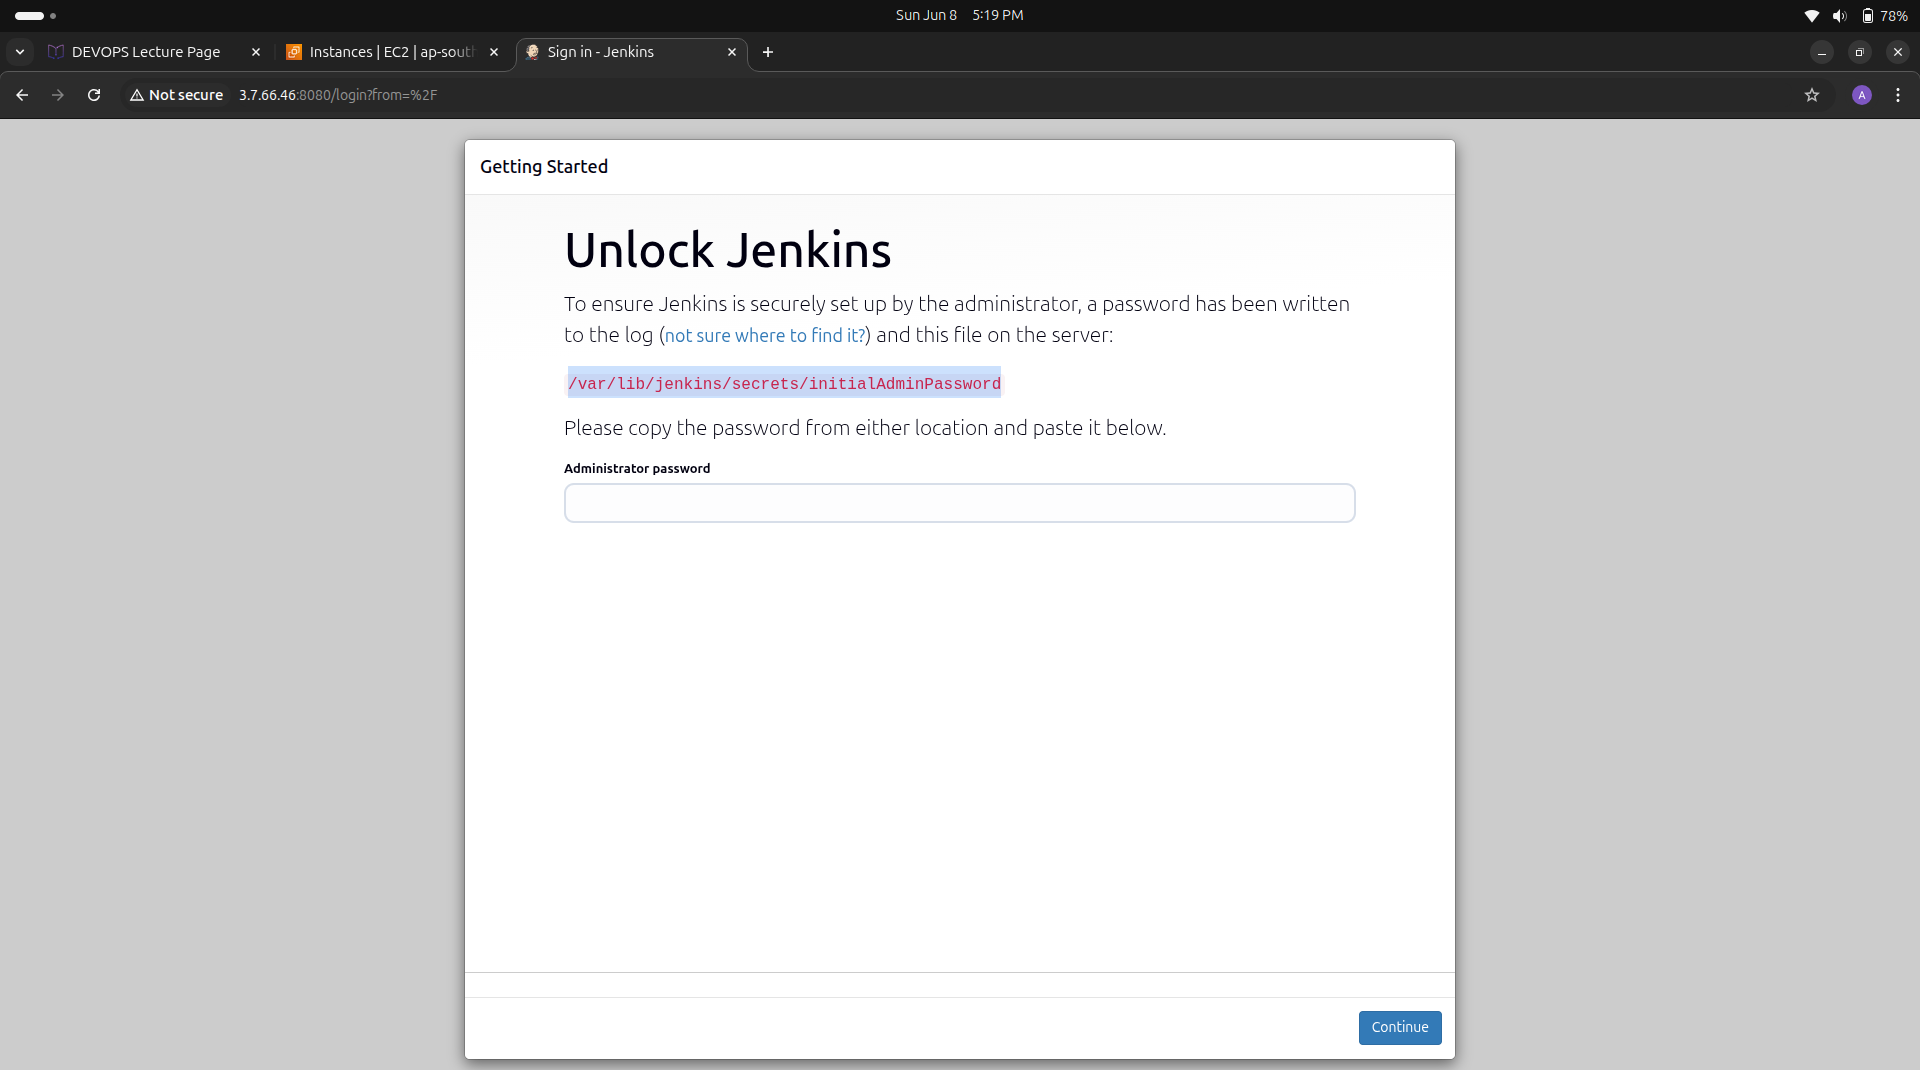 Sun Jun 8 5:19 PM
78%
DEVOPS Lecture Page
Instances | EC2 | ap-sout
Sign in - Jenkins
Not secure 3.7.66.46:8080/login?from=%2F
A
Getting Started
Unlock Jenkins
To ensure Jenkins is securely set up by the administrator, a password has been written
to the log (not sure where to find it?) and this file on the server:
/var/lib/jenkins/secrets/initialAdminPassword
Please copy the password from either location and paste it below.
Administrator password
Continue